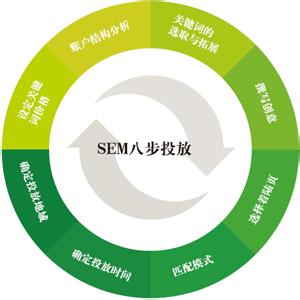 SEM八步投放
账户结构分析
关键词的
选取与拓展
撰写创意
选择着陆页
匹配模式
确定投放时间
确定投放地域
设定关键
词价格